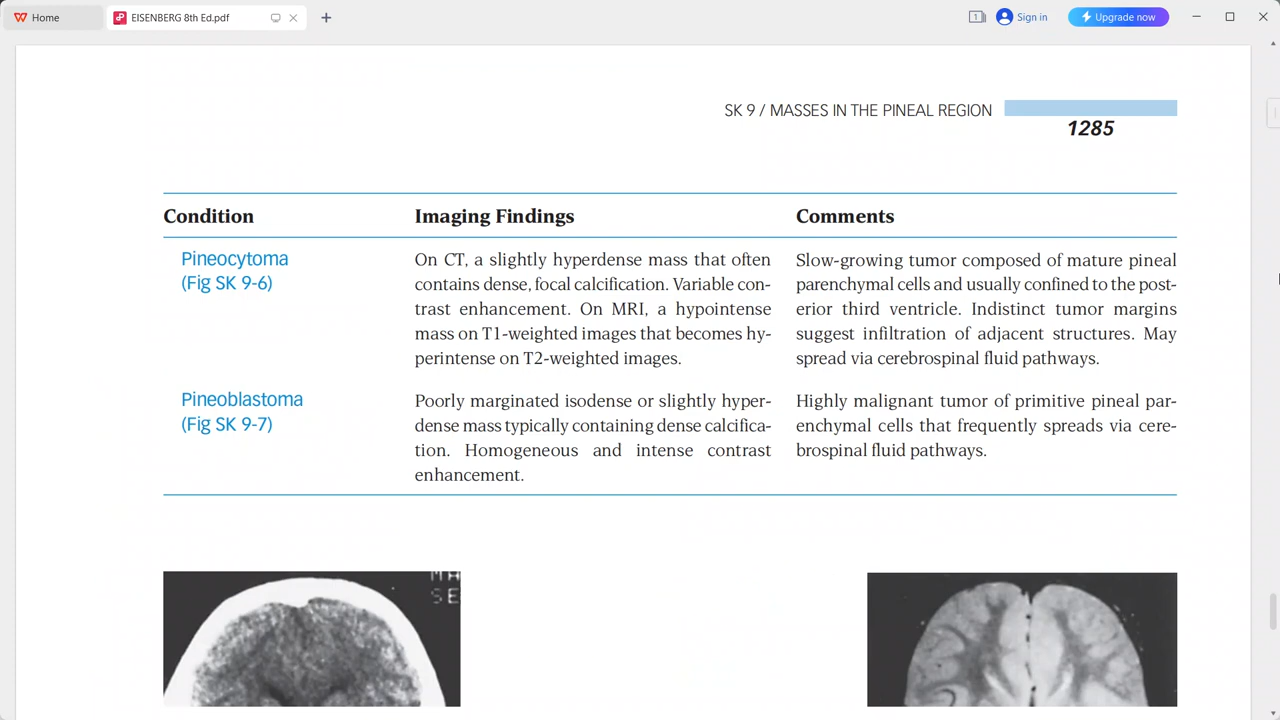 Home
EISENBERG 8th Ed.pdf
1
Sign in
Upgrade now
SK 9 / MASSES IN THE PINEAL REGION
1285
Condition
Imaging Findings
Comments
Pineocytoma
(Fig SK 9-6)
On CT, a slightly hyperdense mass that often
contains dense, focal calcification. Variable con-
trast enhancement. On MRI, a hypointense
mass on T1-weighted images that becomes hy-
perintense on T2-weighted images.
Slow-growing tumor composed of mature pineal
parenchymal cells and usually confined to the post-
erior third ventricle. Indistinct tumor margins
suggest infiltration of adjacent structures. May
spread via cerebrospinal fluid pathways.
Pineoblastoma
(Fig SK 9-7)
Poorly marginated isodense or slightly hyper-
dense mass typically containing dense calcifica-
tion. Homogeneous and intense contrast
enhancement.
Highly malignant tumor of primitive pineal par-
enchymal cells that frequently spreads via cere-
brospinal fluid pathways.
SE